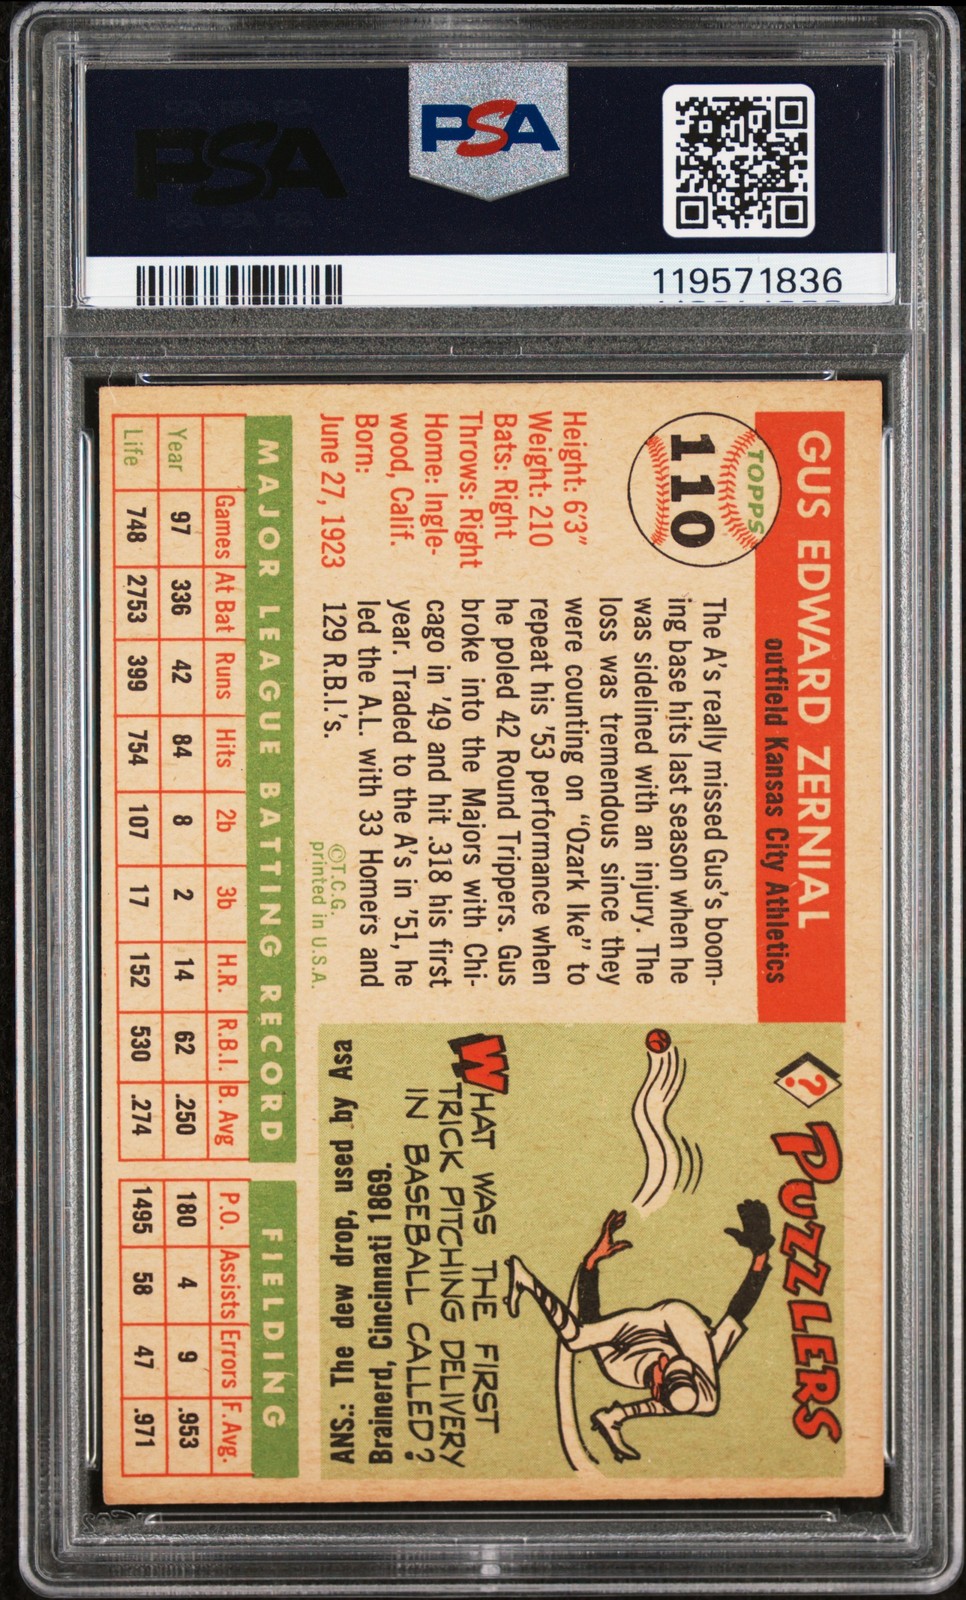 PSA
PSA
119571836
GUS EDWARD ZERNIAL
outfield Kansas City Athletics
TOPPS
110
Height: 6'3"
Weight: 210
Bats: Right
Throws: Right
Home: Ingle-
wood, Calif.
Born:
June 27, 1923
The A's really missed Gus's boom-
ing base hits last season when he
was sidelined with an injury. The
loss was tremendous since they
were counting on "Ozark Ike" to
repeat his '53 performance when
he poled 42 Round Trippers. Gus
broke into the Majors with Chi-
cago in '49 and hit .318 his first
year. Traded to the A's in '51, he
led the A.L. with 33 Homers and
129 R.B.I.'s.
©T.C.G.
printed in U.S.A.
? PUZZLERS
WHAT WAS THE FIRST
TRICK PITCHING DELIVERY
IN BASEBALL CALLED?
ANS.: The dew drop, used by Asa
Brainerd, Cincinnati 1869.
MAJOR LEAGUE BATTING RECORD
FIELDING
Games At Bat Runs Hits 2b 3b H.R. R.B.I. B. Avg P.O. Assists Errors F. Avg.
Year 97 336 42 84 8 2 14 62 .250 180 4 9 .953
Life 748 2753 399 754 107 17 152 530 .274 1495 58 47 .971